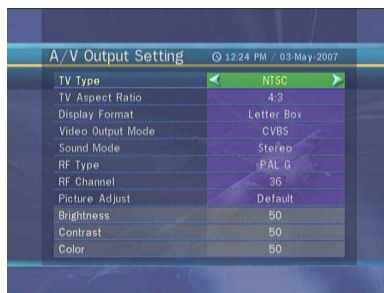 A/V Output Setting 12:24 PM / 03-May-2007
TV Type NTSC
TV Aspect Ratio 4:3
Display Format Letter Box
Video Output Mode CVBS
Sound Mode Stereo
RF Type PAL G
RF Channel 36
Picture Adjust Default
Brightness 50
Contrast 50
Color 50